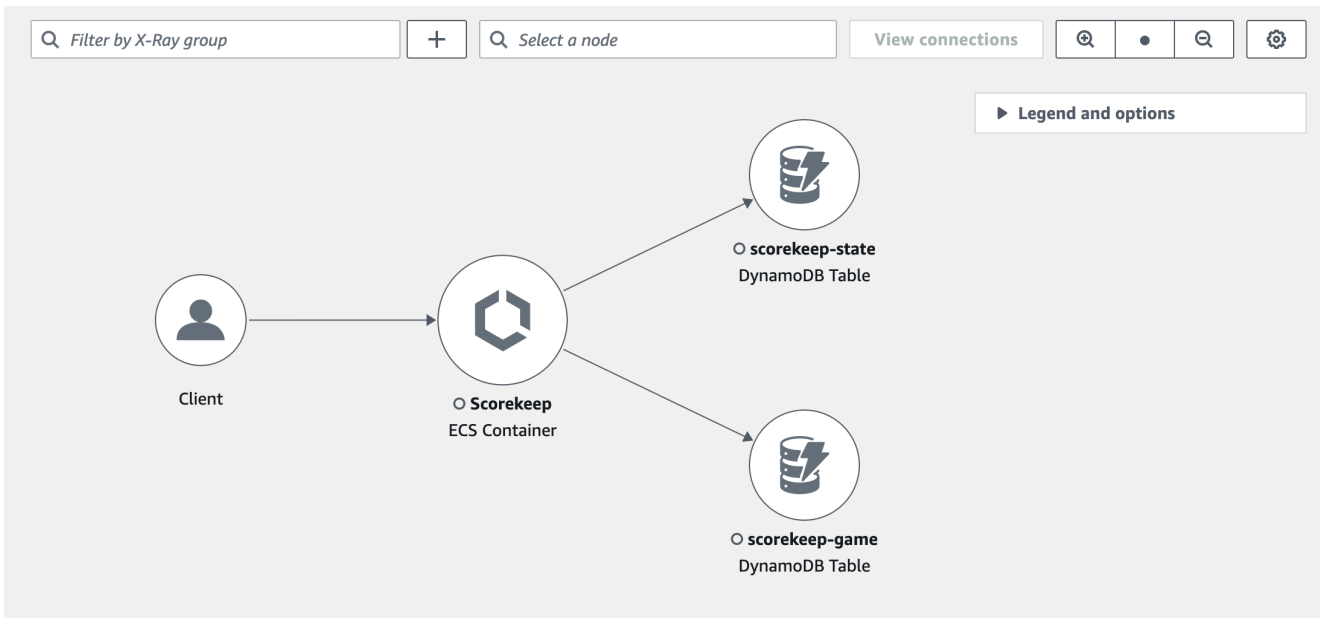 Filter by X-Ray group
Select a node
View connections
Legend and options
scorekeep-state
DynamoDB Table
Client
Scorekeep
ECS Container
scorekeep-game
DynamoDB Table